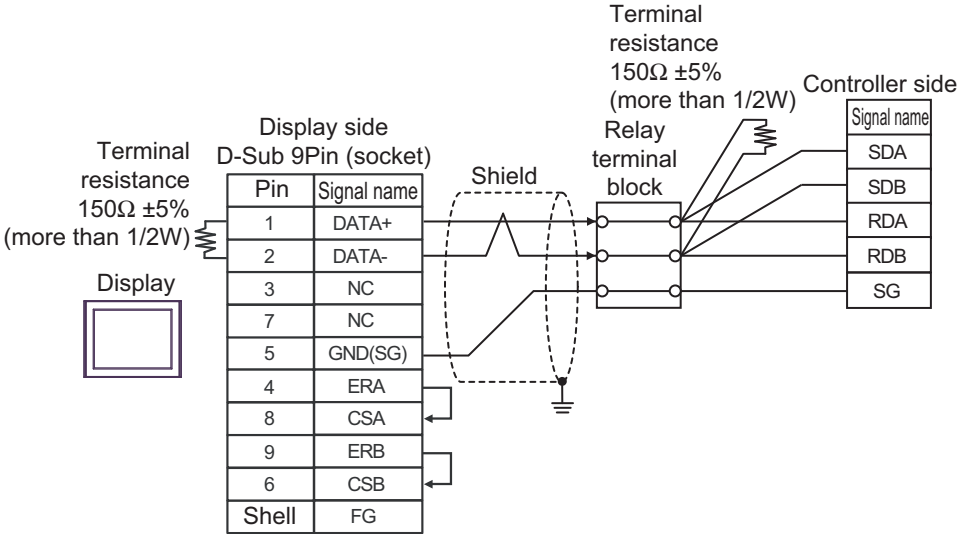 Terminal
resistance
150Ω ±5%
(more than 1/2W)
Controller side
Signal name
SDA
SDB
RDA
RDB
SG
Relay
terminal
block
Shield
Display side
D-Sub 9Pin (socket)
Terminal
resistance
150Ω ±5%
(more than 1/2W)
Display
Pin Signal name
1 DATA+
2 DATA-
3 NC
7 NC
5 GND(SG)
4 ERA
8 CSA
9 ERB
6 CSB
Shell FG